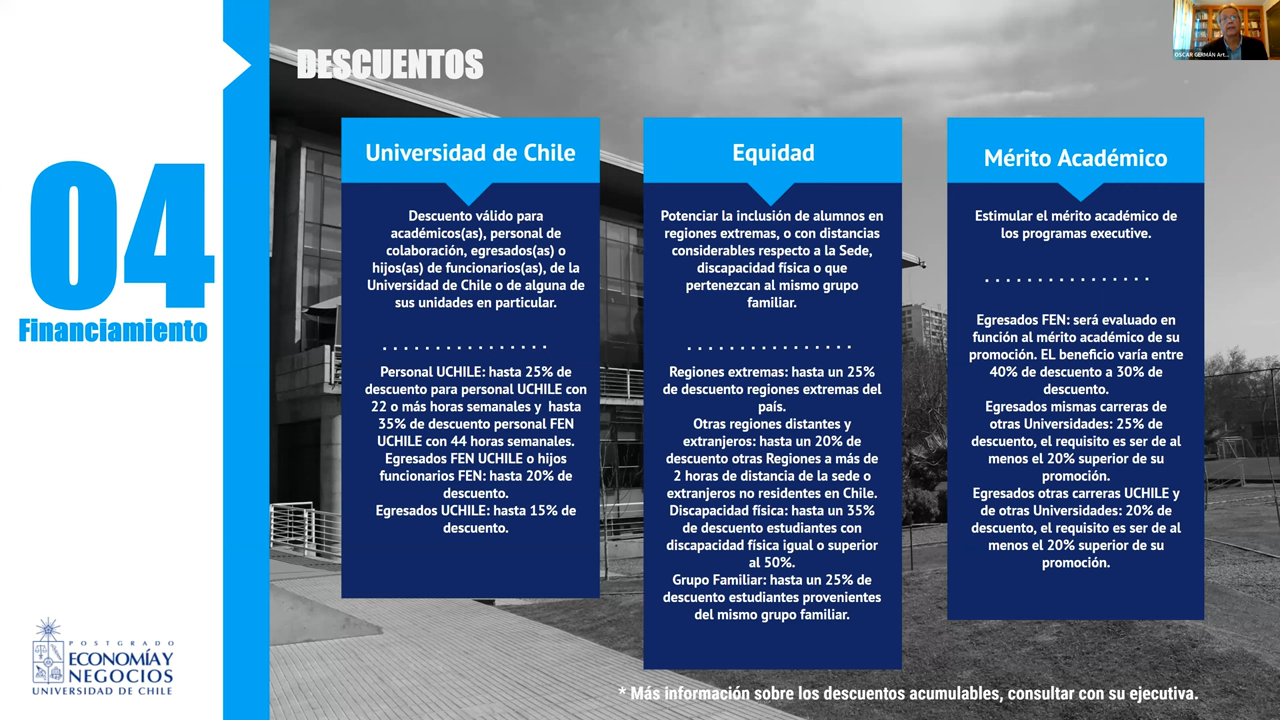 04
Financiamiento
POSTGRADO
ECONOMÍA Y
NEGOCIOS
UNIVERSIDAD DE CHILE
DESCUENTOS
Universidad de Chile
Descuento válido para
académicos(as), personal de
colaboración, egresados(as) o
hijos(as) de funcionarios(as), de la
Universidad de Chile o de alguna de
sus unidades en particular.
Personal UCHILE: hasta 25% de
descuento para personal UCHILE con
22 o más horas semanales y hasta
35% de descuento personal FEN
UCHILE con 44 horas semanales.
Egresados FEN UCHILE o hijos
funcionarios FEN: hasta 20% de
descuento.
Egresados UCHILE: hasta 15% de
descuento.
Equidad
Potenciar la inclusión de alumnos en
regiones extremas, o con distancias
considerables respecto a la Sede,
discapacidad física o que
pertenezcan al mismo grupo
familiar.
Regiones extremas: hasta un 25%
de descuento regiones extremas del
país.
Otras regiones distantes y
extranjeros: hasta un 20% de
descuento otras Regiones a más de
2 horas de distancia de la sede o
extranjeros no residentes en Chile.
Discapacidad física: hasta un 35%
de descuento estudiantes con
discapacidad física igual o superior
al 50%.
Grupo Familiar: hasta un 25% de
descuento estudiantes provenientes
del mismo grupo familiar.
Mérito Académico
Estimular el mérito académico de
los programas executive.
Egresados FEN: será evaluado en
función al mérito académico de su
promoción. EL beneficio varía entre
40% de descuento a 30% de
descuento.
Egresados mismas carreras de
otras Universidades: 25% de
descuento, el requisito es ser de al
menos el 20% superior de su
promoción.
Egresados otras carreras UCHILE y
de otras Universidades: 20% de
descuento, el requisito es ser de al
menos el 20% superior de su
promoción.
* Más información sobre los descuentos acumulables, consultar con su ejecutiva.
OSCAR GERMÁN Art...